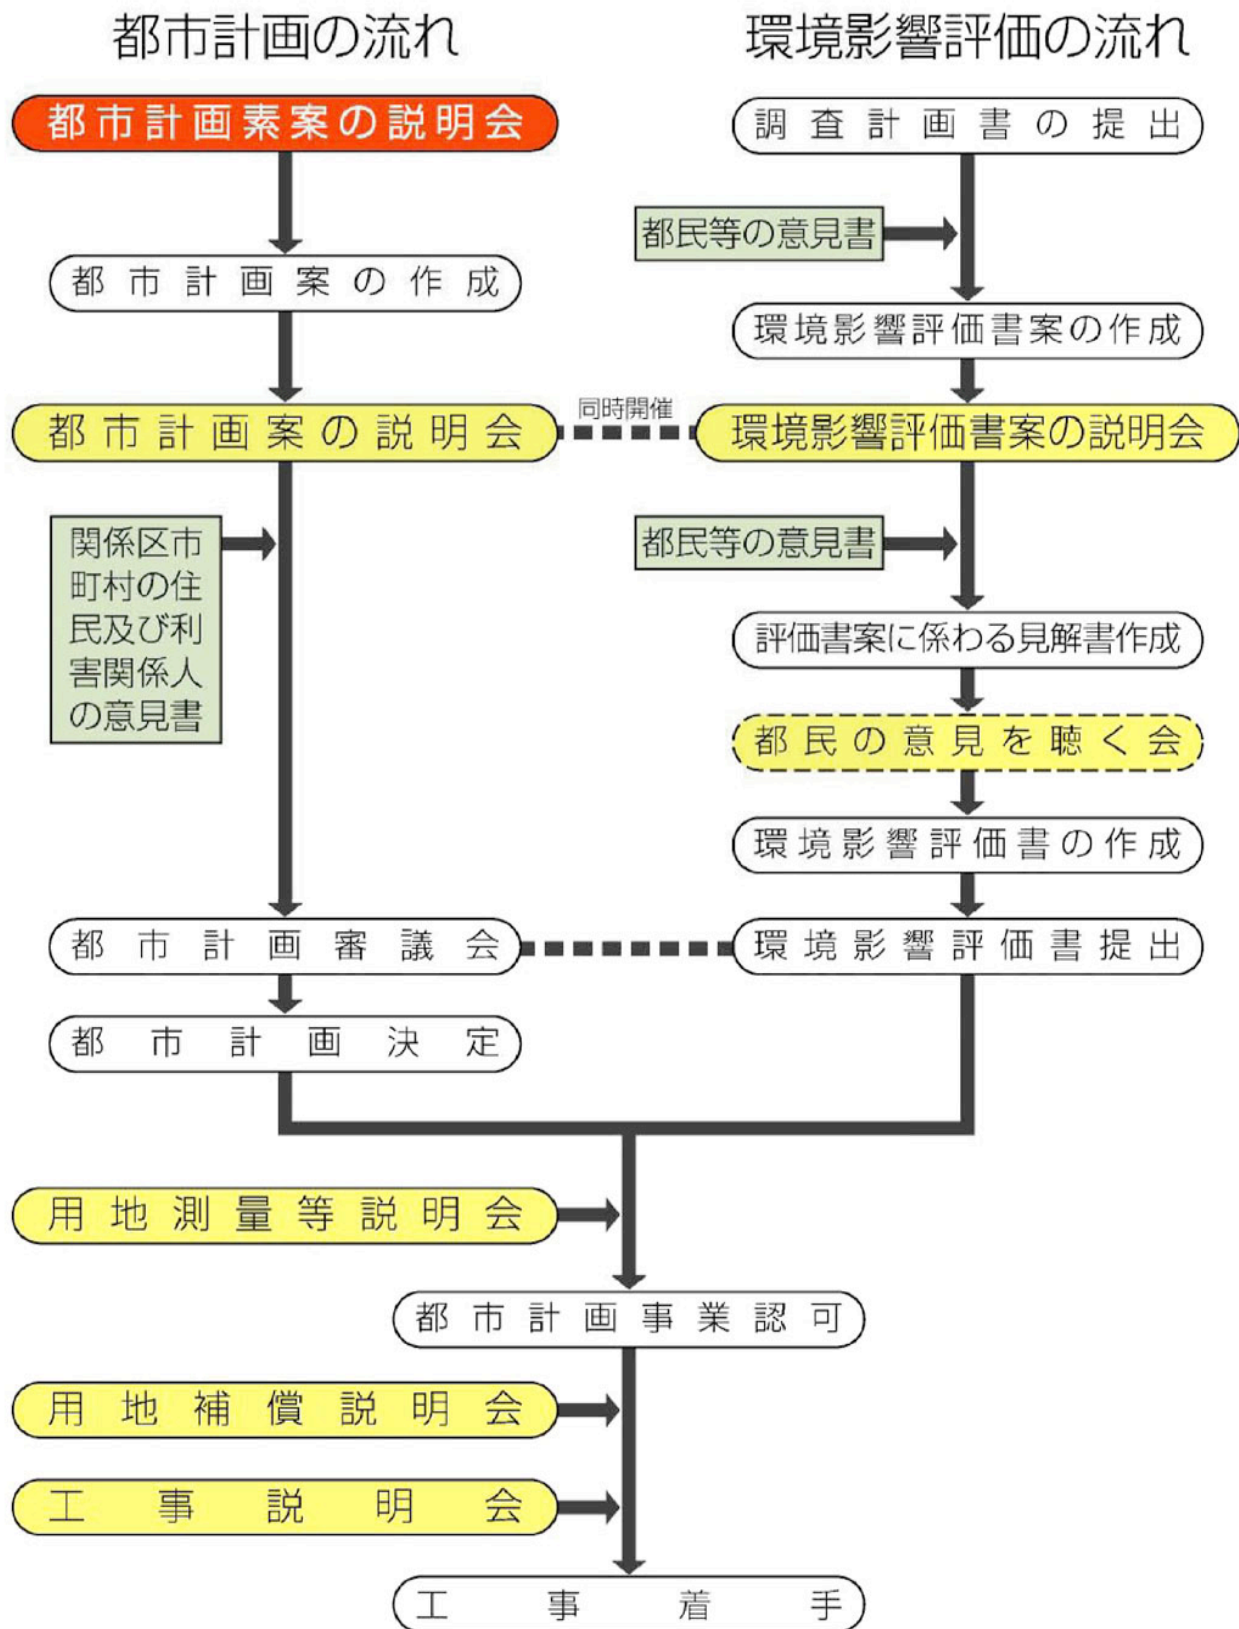 都市計画の流れ
都市計画素案の説明会
都市計画案の作成
都市計画案の説明会
関係区市
町村の住
民及び利
害関係人
の意見書
都市計画審議会
都市計画決定
環境影響評価の流れ
調査計画書の提出
都民等の意見書
環境影響評価書案の作成
同時開催
環境影響評価書案の説明会
都民等の意見書
評価書案に係わる見解書作成
都民の意見を聴く会
環境影響評価書の作成
環境影響評価書提出
用地測量等説明会
都市計画事業認可
用地補償説明会
工事説明会
工事着手